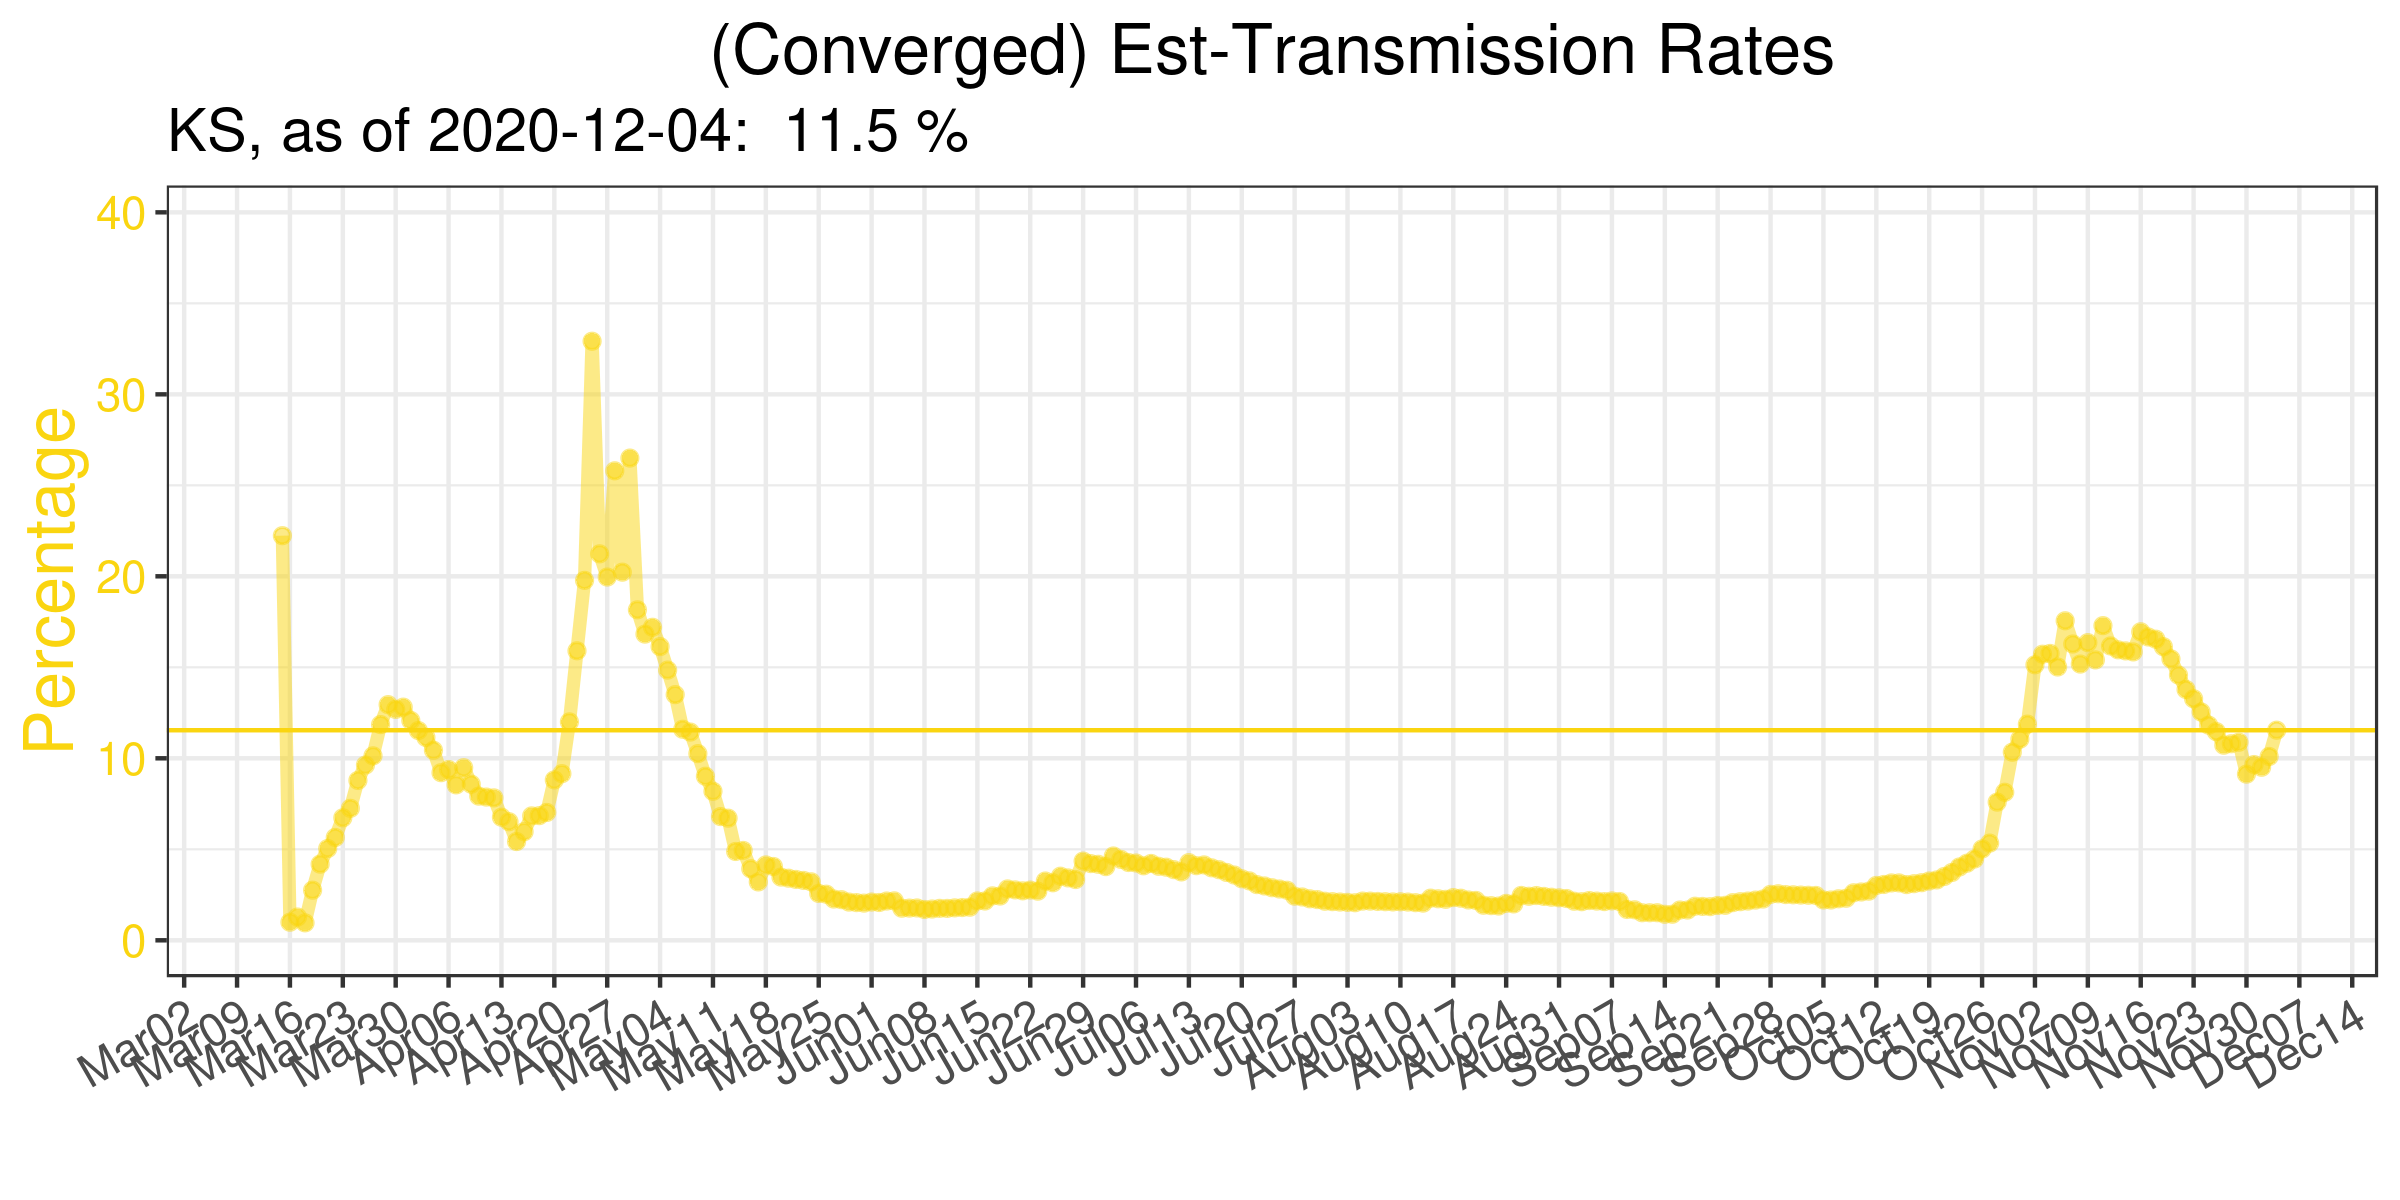 (Converged) Est-Transmission Rates
KS, as of 2020-12-04: 11.5 %
Percentage
40
30
20
10
0
Mar02
Mar09
Mar16
Mar23
Mar30
Apr06
Apr13
Apr20
Apr27
May04
May11
May18
May25
Jun01
Jun08
Jun15
Jun22
Jun29
Jul06
Jul13
Jul20
Jul27
Aug03
Aug10
Aug17
Aug24
Aug31
Sep07
Sep14
Sep21
Sep28
Oct05
Oct12
Oct19
Oct26
Nov02
Nov09
Nov16
Nov23
Nov30
Dec07
Dec14